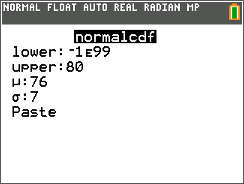 NORMAL FLOAT AUTO REAL RADIAN MP
normalcdf
lower:-1E99
upper:80
μ:76
σ:7
Paste